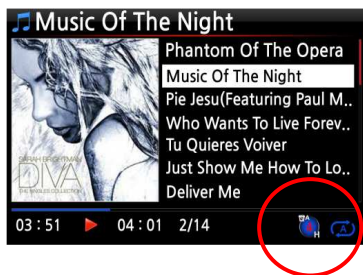 Music Of The Night
Phantom Of The Opera
Music Of The Night
Pie Jesu(Featuring Paul M..
Who Wants To Live Forev..
Tu Quieres Voiver
Just Show Me How To Lo..
Deliver Me
SARAH BRIGHTMAN
DIVA
THE SINGLES COLLECTION
03 : 51 04 : 01 2/14
A
H
A